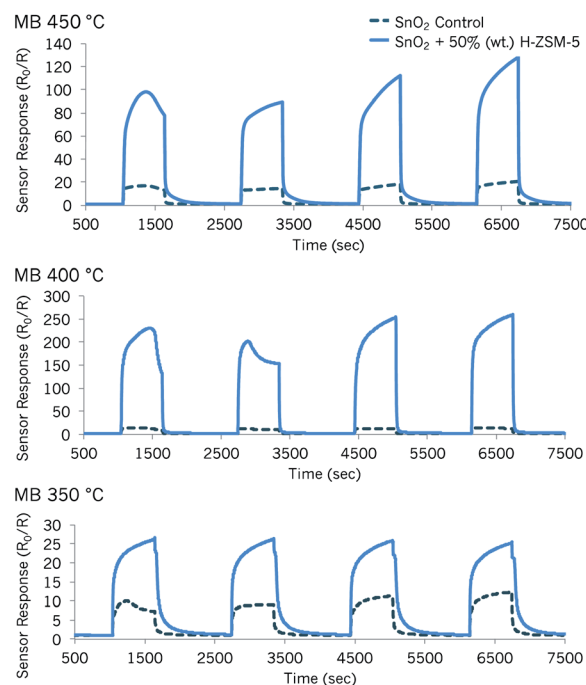 MB 450 °C
SnO₂ Control
SnO₂ + 50% (wt.) H-ZSM-5
Sensor Response (R₀/R)
140
120
100
80
60
40
20
0
500 1500 2500 3500 4500 5500 6500 7500
Time (sec)
MB 400 °C
Sensor Response (R₀/R)
300
250
200
150
100
50
0
500 1500 2500 3500 4500 5500 6500 7500
Time (sec)
MB 350 °C
Sensor Response (R₀/R)
30
25
20
15
10
5
0
500 1500 2500 3500 4500 5500 6500 7500
Time (sec)